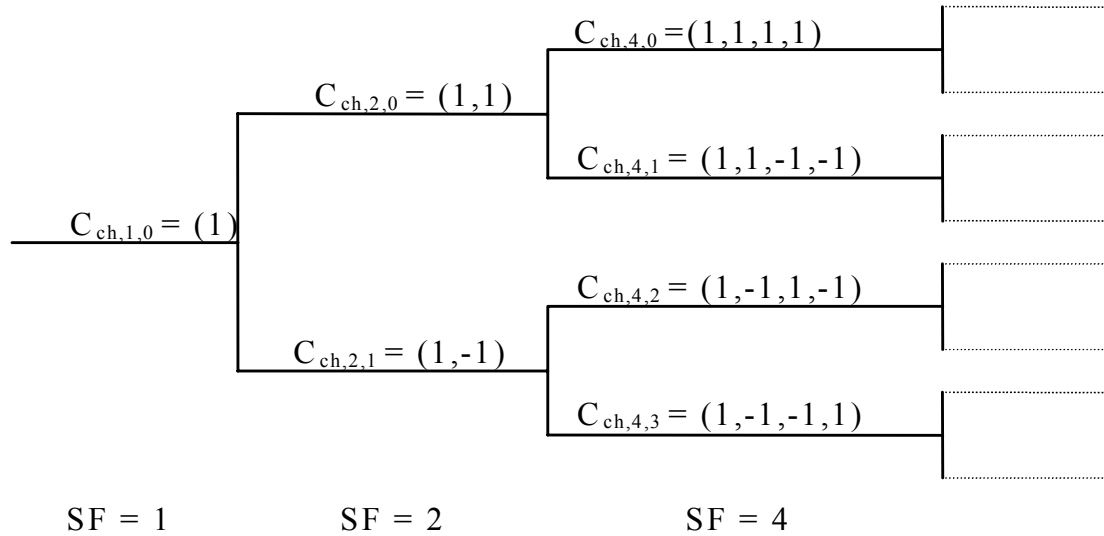 C ch,4,0 =(1,1,1,1)
C ch,2,0 = (1,1)
C ch,4,1 = (1,1,-1,-1)
C ch,1,0 = (1)
C ch,4,2 = (1,-1,1,-1)
C ch,2,1 = (1,-1)
C ch,4,3 = (1,-1,-1,1)
SF = 1 SF = 2 SF = 4